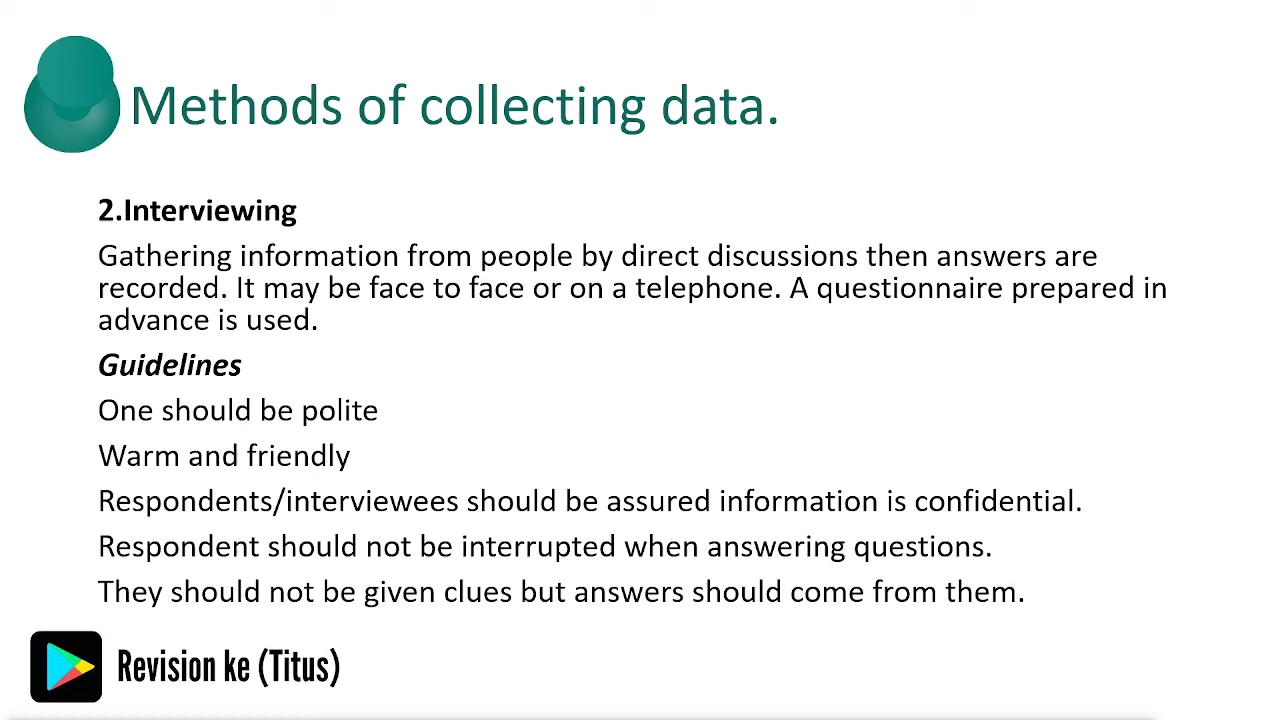 Methods of collecting data.
2.Interviewing
Gathering information from people by direct discussions then answers are
recorded. It may be face to face or on a telephone. A questionnaire prepared in
advance is used.
Guidelines
One should be polite
Warm and friendly
Respondents/interviewees should be assured information is confidential.
Respondent should not be interrupted when answering questions.
They should not be given clues but answers should come from them.
Revision ke (Titus)